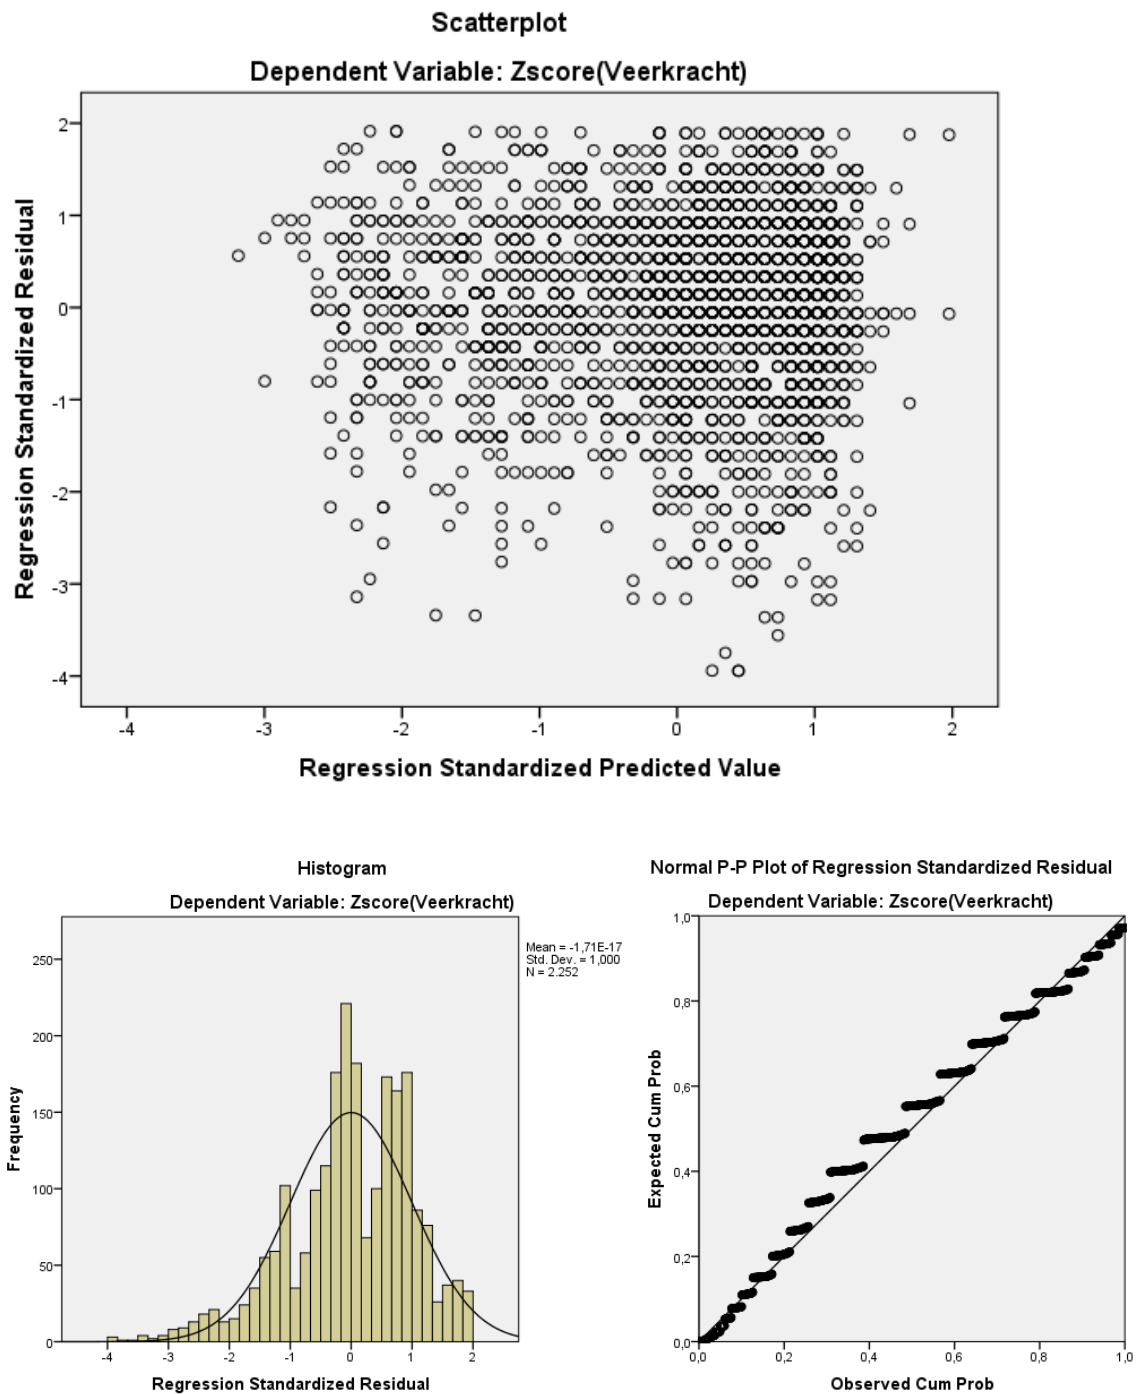 Scatterplot
Dependent Variable: Zscore(Veerkracht)
Regression Standardized Residual
2
1
0
-1
-2
-3
-4
-4 -3 -2 -1 0 1 2
Regression Standardized Predicted Value
Histogram
Dependent Variable: Zscore(Veerkracht)
Mean = -1,71E-17
Std. Dev. = 1,000
N = 2.252
Frequency
250
200
150
100
50
0
-4 -3 -2 -1 0 1 2
Regression Standardized Residual
Normal P-P Plot of Regression Standardized Residual
Dependent Variable: Zscore(Veerkracht)
Expected Cum Prob
1,0
0,8
0,6
0,4
0,2
0,0
0,0 0,2 0,4 0,6 0,8 1,0
Observed Cum Prob